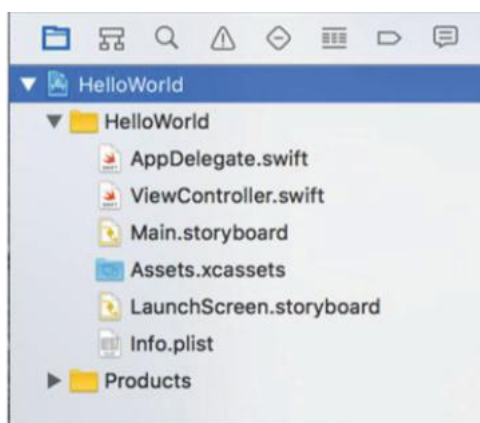 HelloWorld
HelloWorld
AppDelegate.swift
ViewController.swift
Main.storyboard
Assets.xcassets
LaunchScreen.storyboard
Info.plist
Products